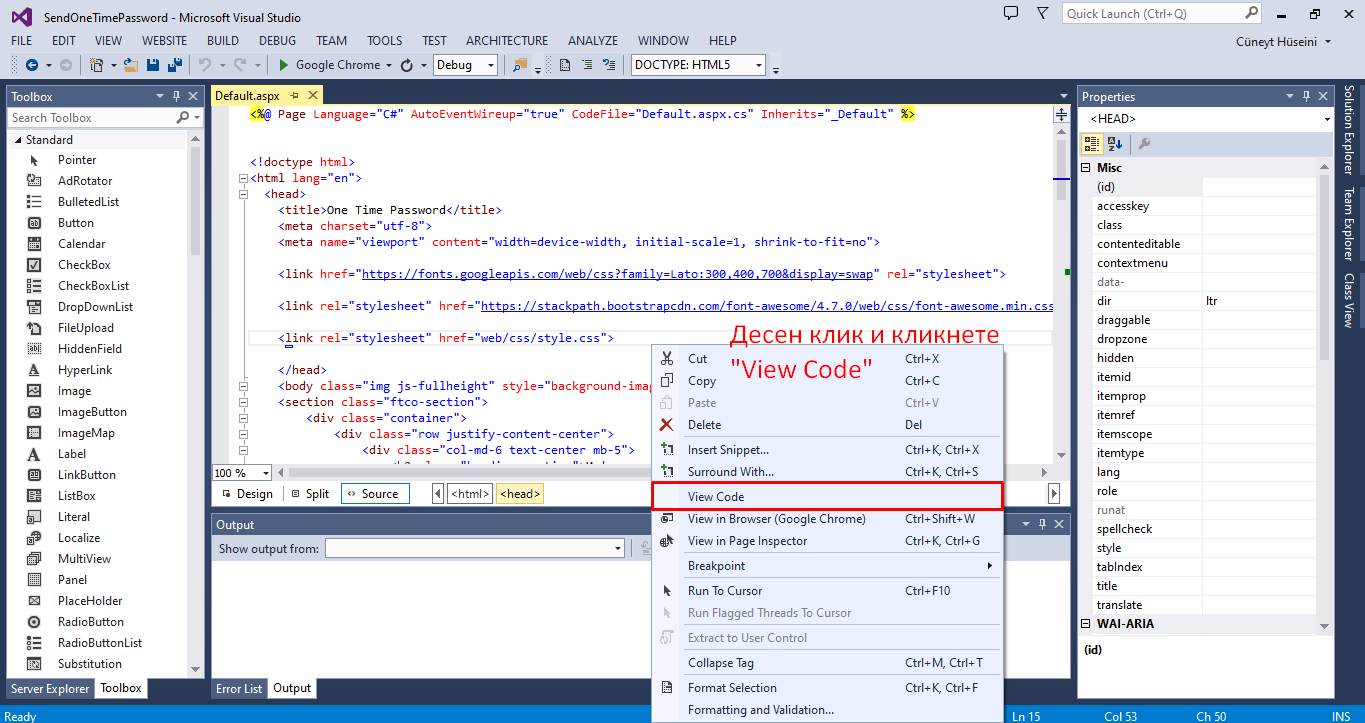 SendOneTimePassword - Microsoft Visual Studio
Quick Launch (Ctrl+Q)
FILE EDIT VIEW WEBSITE BUILD DEBUG TEAM TOOLS TEST ARCHITECTURE ANALYZE WINDOW HELP
Cüneyt Hüseini
Google Chrome
Debug
DOCTYPE: HTML5
Toolbox
Search Toolbox
Standard
Pointer
AdRotator
BulletedList
Button
Calendar
CheckBox
CheckBoxList
DropDownList
FileUpload
HiddenField
HyperLink
Image
ImageButton
ImageMap
Label
LinkButton
ListBox
Literal
Localize
MultiView
Panel
PlaceHolder
RadioButton
RadioButtonList
Substitution
Server Explorer
Toolbox
Default.aspx
<%@ Page Language="C#" AutoEventWireup="true" CodeFile="Default.aspx.cs" Inherits="_Default" %>
<!doctype html>
<html lang="en">
<head>
<title>One Time Password</title>
<meta charset="utf-8">
<meta name="viewport" content="width=device-width, initial-scale=1, shrink-to-fit=no">
<link href="https://fonts.googleapis.com/web/css?family=Lato:300,400,700&display=swap" rel="stylesheet">
<link rel="stylesheet" href="https://stackpath.bootstrapcdn.com/font-awesome/4.7.0/web/css/font-awesome.min.css
<link rel="stylesheet" href="web/css/style.css">
</head>
<body class="img js-fullheight" style="background-imag
<section class="ftco-section">
<div class="container">
<div class="row justify-content-center">
<div class="col-md-6 text-center mb-5">
100 %
Design Split Source
<html> <head>
Output
Show output from:
Error List
Output
Десен клик и кликнете
"View Code"
Cut Ctrl+X
Copy Ctrl+C
Paste Ctrl+V
Delete Del
Insert Snippet... Ctrl+K, Ctrl+X
Surround With... Ctrl+K, Ctrl+S
View Code
View in Browser (Google Chrome) Ctrl+Shift+W
View in Page Inspector Ctrl+K, Ctrl+G
Breakpoint
Run To Cursor Ctrl+F10
Run Flagged Threads To Cursor
Extract to User Control
Collapse Tag Ctrl+M, Ctrl+T
Format Selection Ctrl+K, Ctrl+F
Formatting and Validation...
Properties
<HEAD>
Misc
(id)
accesskey
class
contenteditable
contextmenu
data-
dir ltr
draggable
dropzone
hidden
itemid
itemprop
itemref
itemscope
itemtype
lang
role
runat
spellcheck
style
tabIndex
title
translate
WAI-ARIA
(id)
Solution Explorer
Team Explorer
Class View
Ready
Ln 15 Col 53 Ch 50 INS